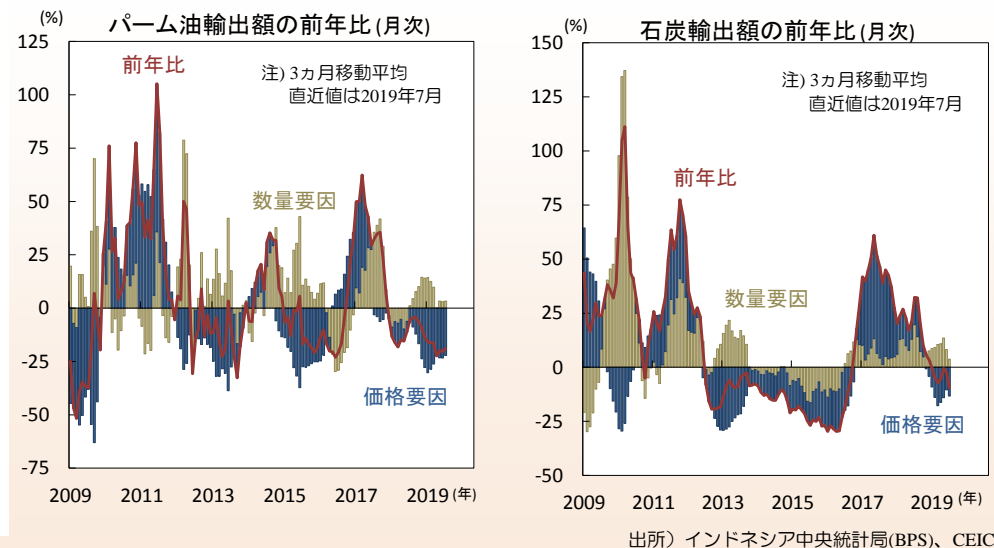 パーム油輸出額の前年比(月次)
(%)
125
100
75
50
25
0
-25
-50
-75
前年比
注) 3ヵ月移動平均
直近値は2019年7月
数量要因
価格要因
2009
2011
2013
2015
2017
2019
(年)
石炭輸出額の前年比(月次)
(%)
150
125
100
75
50
25
0
-25
-50
注) 3ヵ月移動平均
直近値は2019年7月
前年比
数量要因
価格要因
2009
2011
2013
2015
2017
2019
(年)
出所）インドネシア中央統計局(BPS)、CEIC